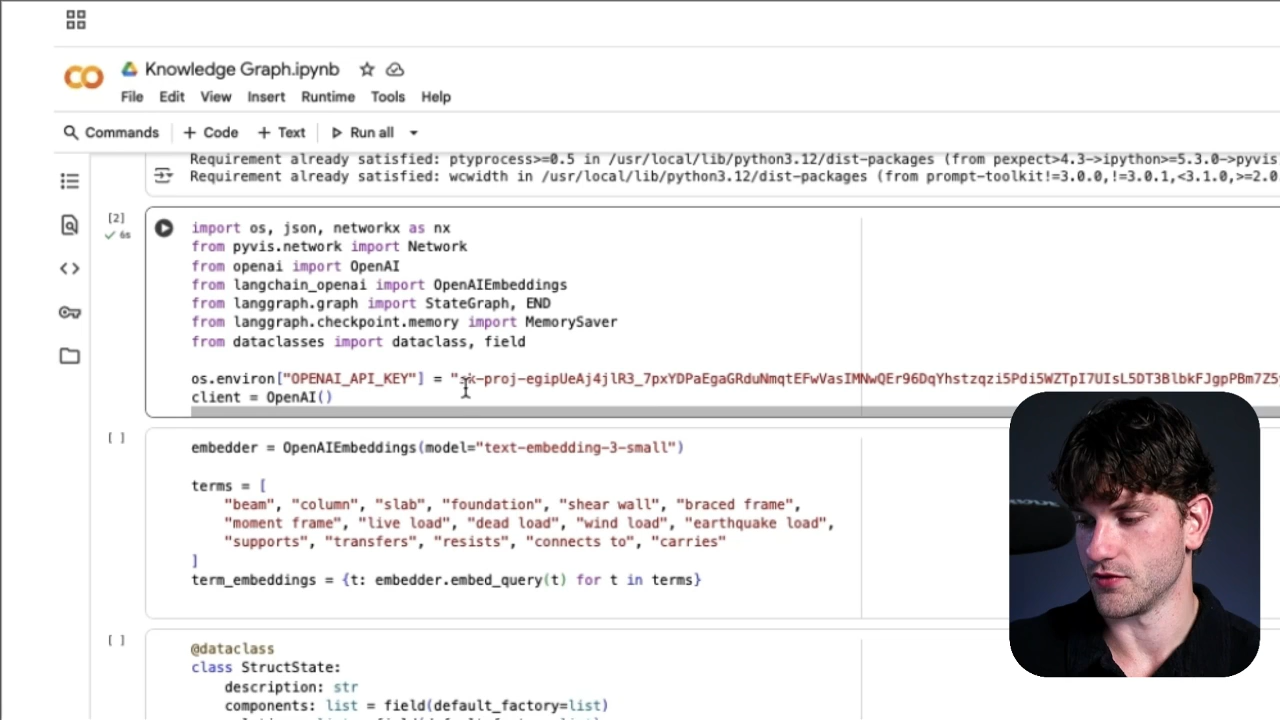 Knowledge Graph.ipynb
File Edit View Insert Runtime Tools Help
Commands + Code + Text Run all
Requirement already satisfied: ptyprocess>=0.5 in /usr/local/lib/python3.12/dist-packages (from pexpect>4.3->ipython>=5.3.0->pyvis
Requirement already satisfied: wcwidth in /usr/local/lib/python3.12/dist-packages (from prompt-toolkit!=3.0.0,!=3.0.1,<3.1.0,>=2.0
[2]
6s
import os, json, networkx as nx
from pyvis.network import Network
from openai import OpenAI
from langchain_openai import OpenAIEmbeddings
from langgraph.graph import StateGraph, END
from langgraph.checkpoint.memory import MemorySaver
from dataclasses import dataclass, field
os.environ["OPENAI_API_KEY"] = "
client = OpenAI()
[ ]
embedder = OpenAIEmbeddings(model="text-embedding-3-small")
terms = [
"beam", "column", "slab", "foundation", "shear wall", "braced frame",
"moment frame", "live load", "dead load", "wind load", "earthquake load",
"supports", "transfers", "resists", "connects to", "carries"
]
term_embeddings = {t: embedder.embed_query(t) for t in terms}
[ ]
@dataclass
class StructState:
description: str
components: list = field(default_factory=list)